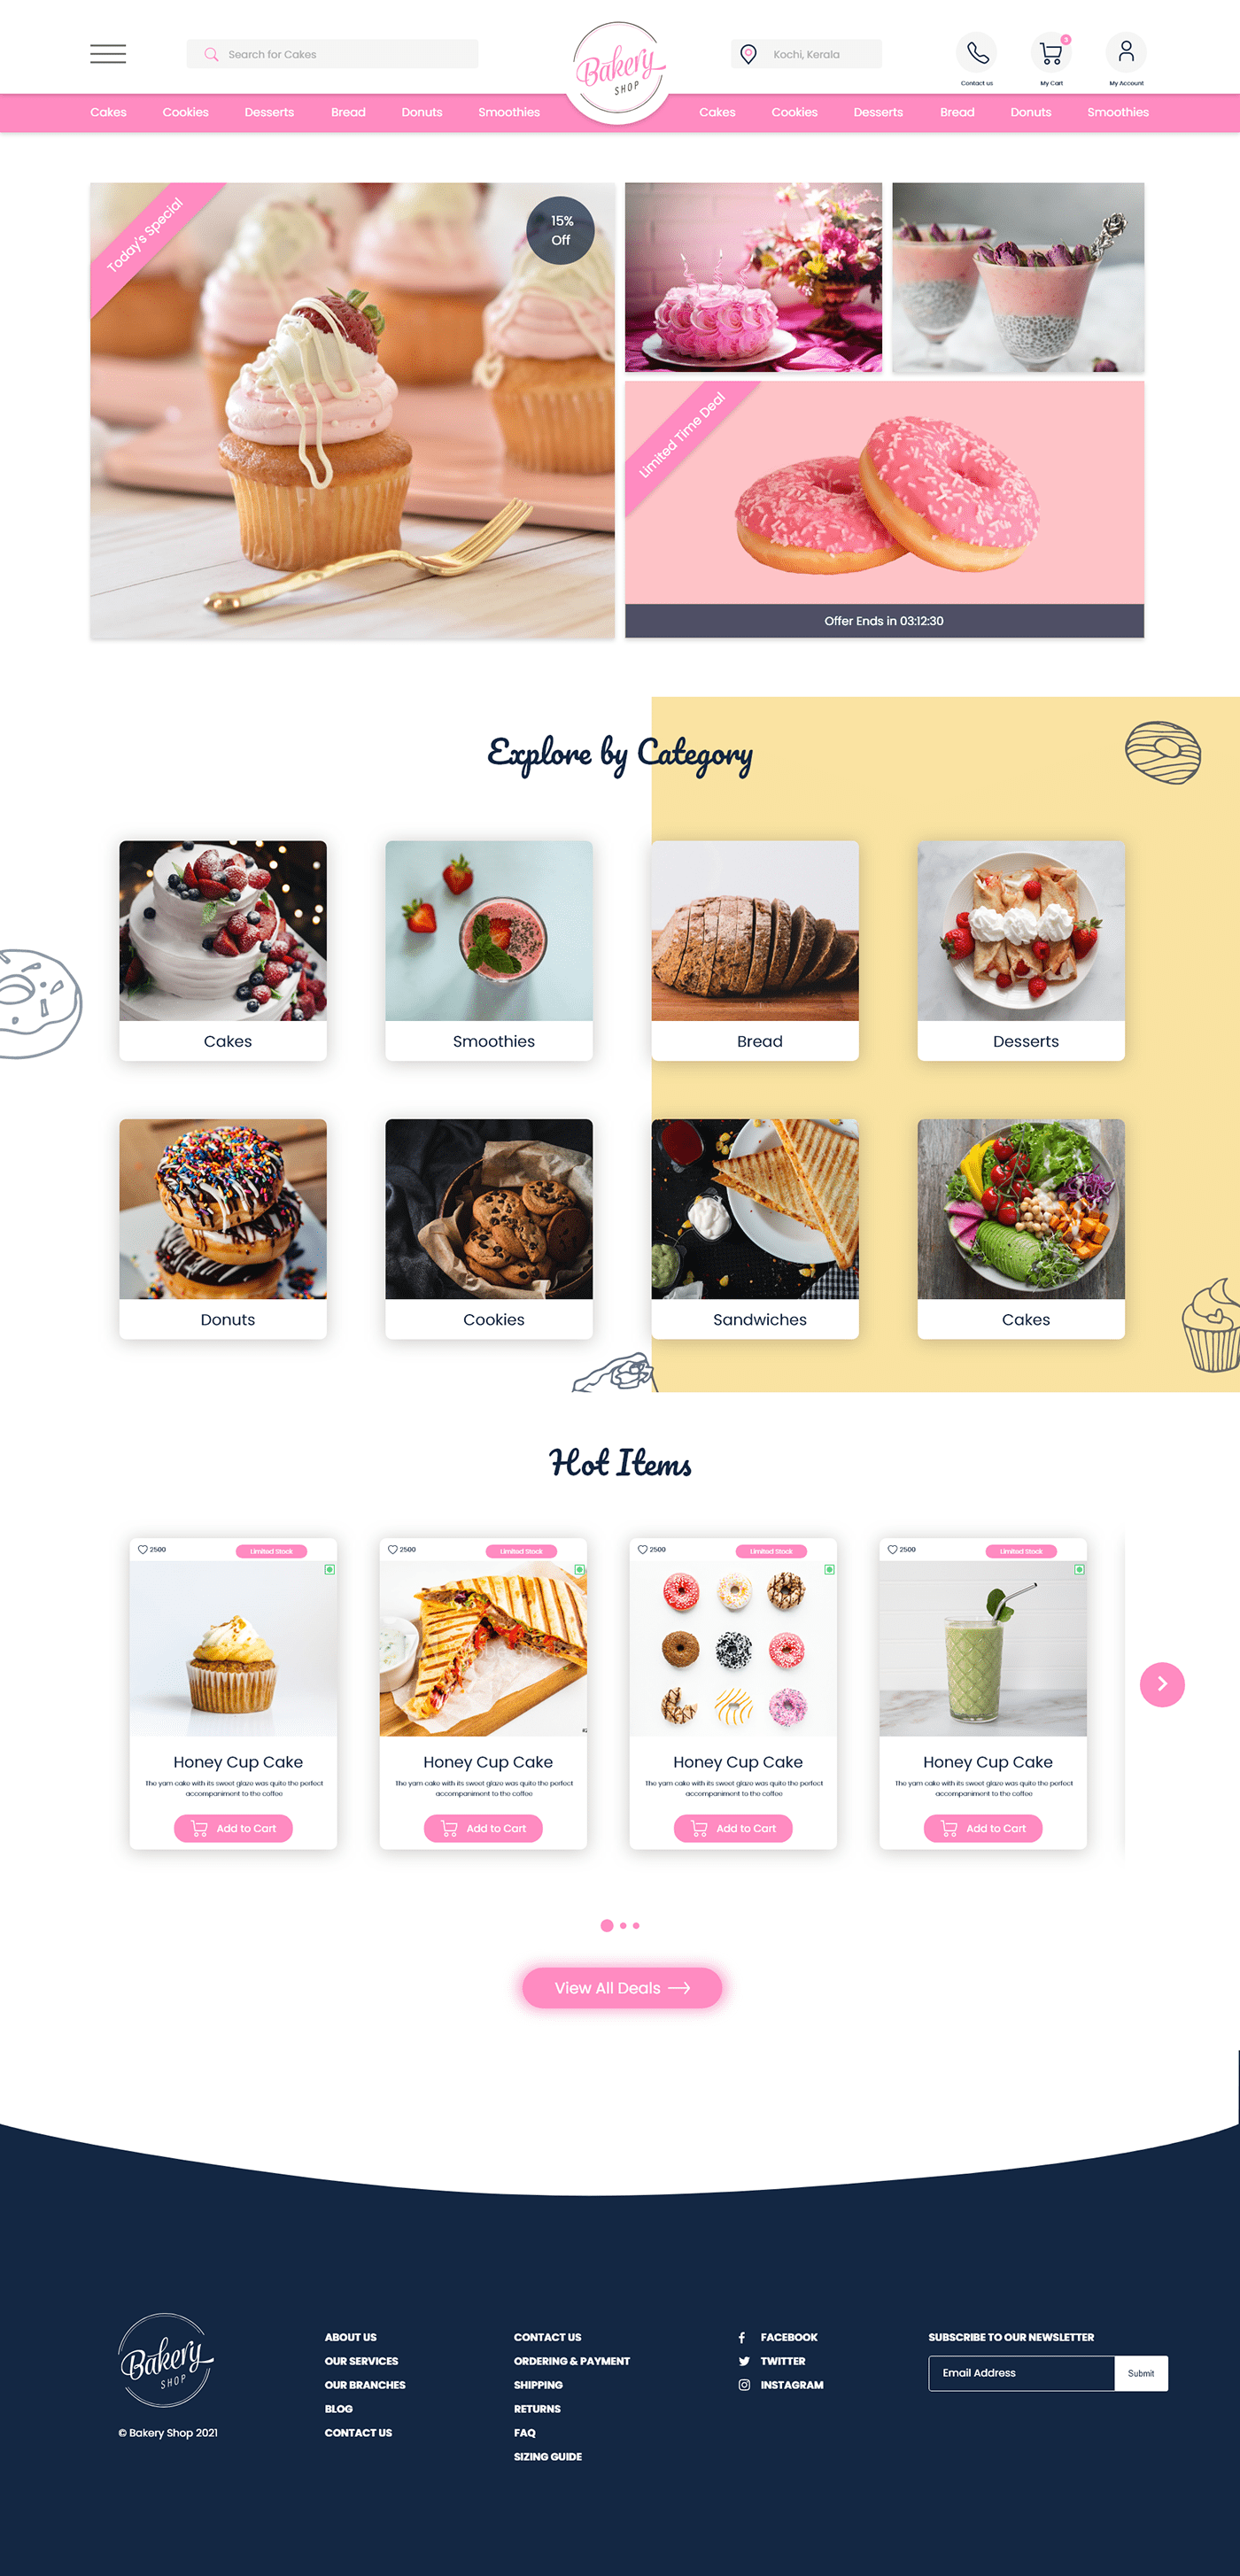 Search for Cakes
Bakery
SHOP
Kochi, Kerala
3
Contact us
My Cart
My Account
Cakes Cookies Desserts Bread Donuts Smoothies
Cakes Cookies Desserts Bread Donuts Smoothies
Today's Special
15%
Off
Limited Time Deal
Offer Ends in 03:12:30
Explore by Category
Cakes
Smoothies
Bread
Desserts
Donuts
Cookies
Sandwiches
Cakes
Hot Items
2500 Limited Stock
2500 Limited Stock
2500 Limited Stock
2500 Limited Stock
Honey Cup Cake
The yam cake with its sweet glaze was quite the perfect
accompaniment to the coffee
Add to Cart
Honey Cup Cake
The yam cake with its sweet glaze was quite the perfect
accompaniment to the coffee
Add to Cart
Honey Cup Cake
The yam cake with its sweet glaze was quite the perfect
accompaniment to the coffee
Add to Cart
Honey Cup Cake
The yam cake with its sweet glaze was quite the perfect
accompaniment to the coffee
Add to Cart
View All Deals
Bakery
SHOP
© Bakery Shop 2021
ABOUT US
OUR SERVICES
OUR BRANCHES
BLOG
CONTACT US
CONTACT US
ORDERING & PAYMENT
SHIPPING
RETURNS
FAQ
SIZING GUIDE
FACEBOOK
TWITTER
INSTAGRAM
SUBSCRIBE TO OUR NEWSLETTER
Email Address
Submit